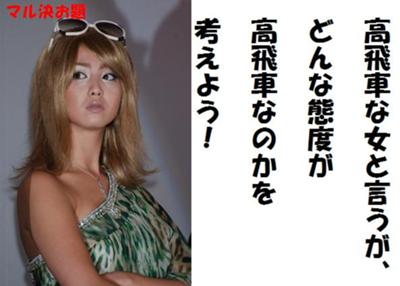 マル決お題
高飛車な女と言うが、
どんな態度が
高飛車なのかを
考えよう！